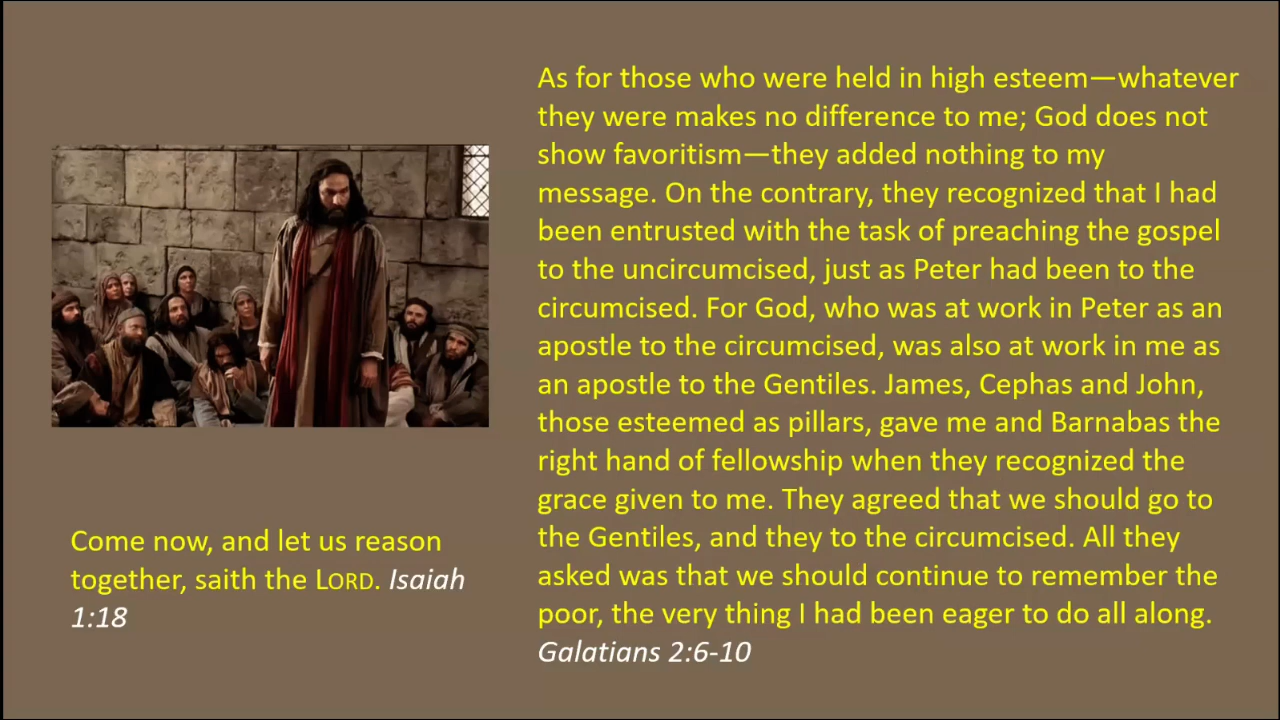 As for those who were held in high esteem—whatever
they were makes no difference to me; God does not
show favoritism—they added nothing to my
message. On the contrary, they recognized that I had
been entrusted with the task of preaching the gospel
to the uncircumcised, just as Peter had been to the
circumcised. For God, who was at work in Peter as an
apostle to the circumcised, was also at work in me as
an apostle to the Gentiles. James, Cephas and John,
those esteemed as pillars, gave me and Barnabas the
right hand of fellowship when they recognized the
grace given to me. They agreed that we should go to
the Gentiles, and they to the circumcised. All they
asked was that we should continue to remember the
poor, the very thing I had been eager to do all along.
Galatians 2:6-10
Come now, and let us reason
together, saith the LORD. Isaiah
1:18